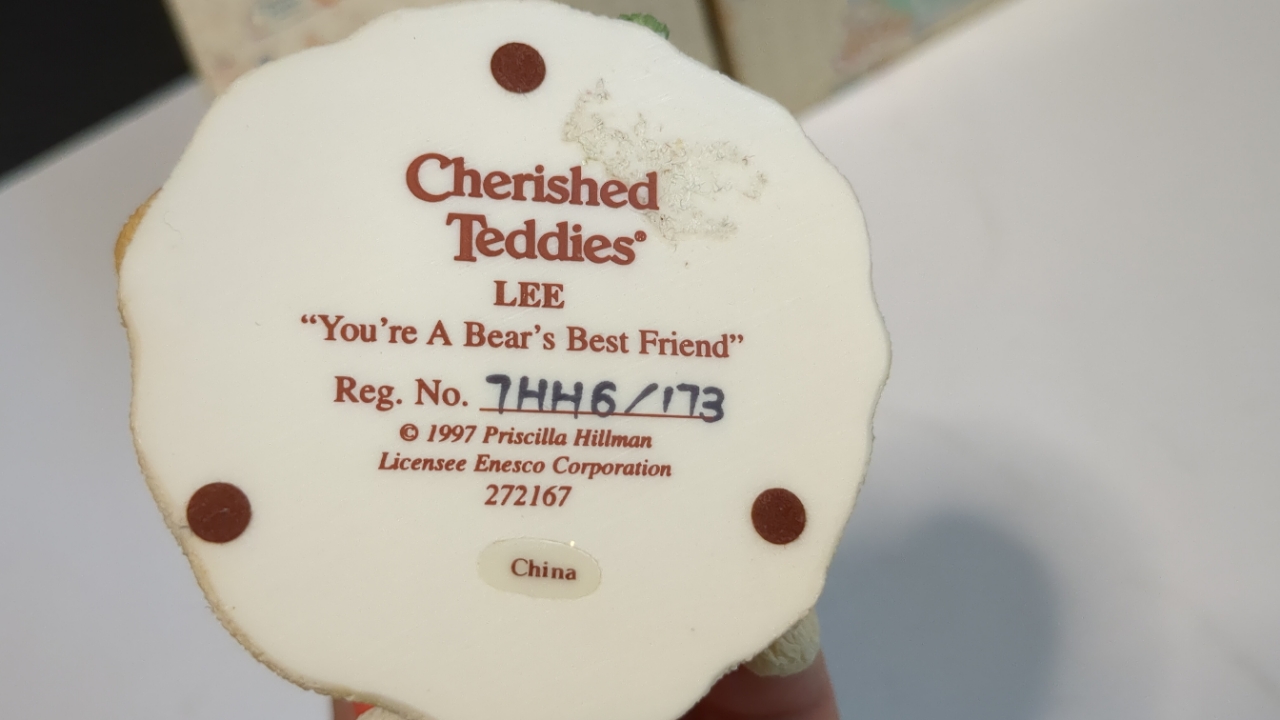 Cherished
Teddies®
LEE
“You’re A Bear’s Best Friend”
Reg. No. 7HH6/173
© 1997 Priscilla Hillman
Licensee Enesco Corporation
272167
China